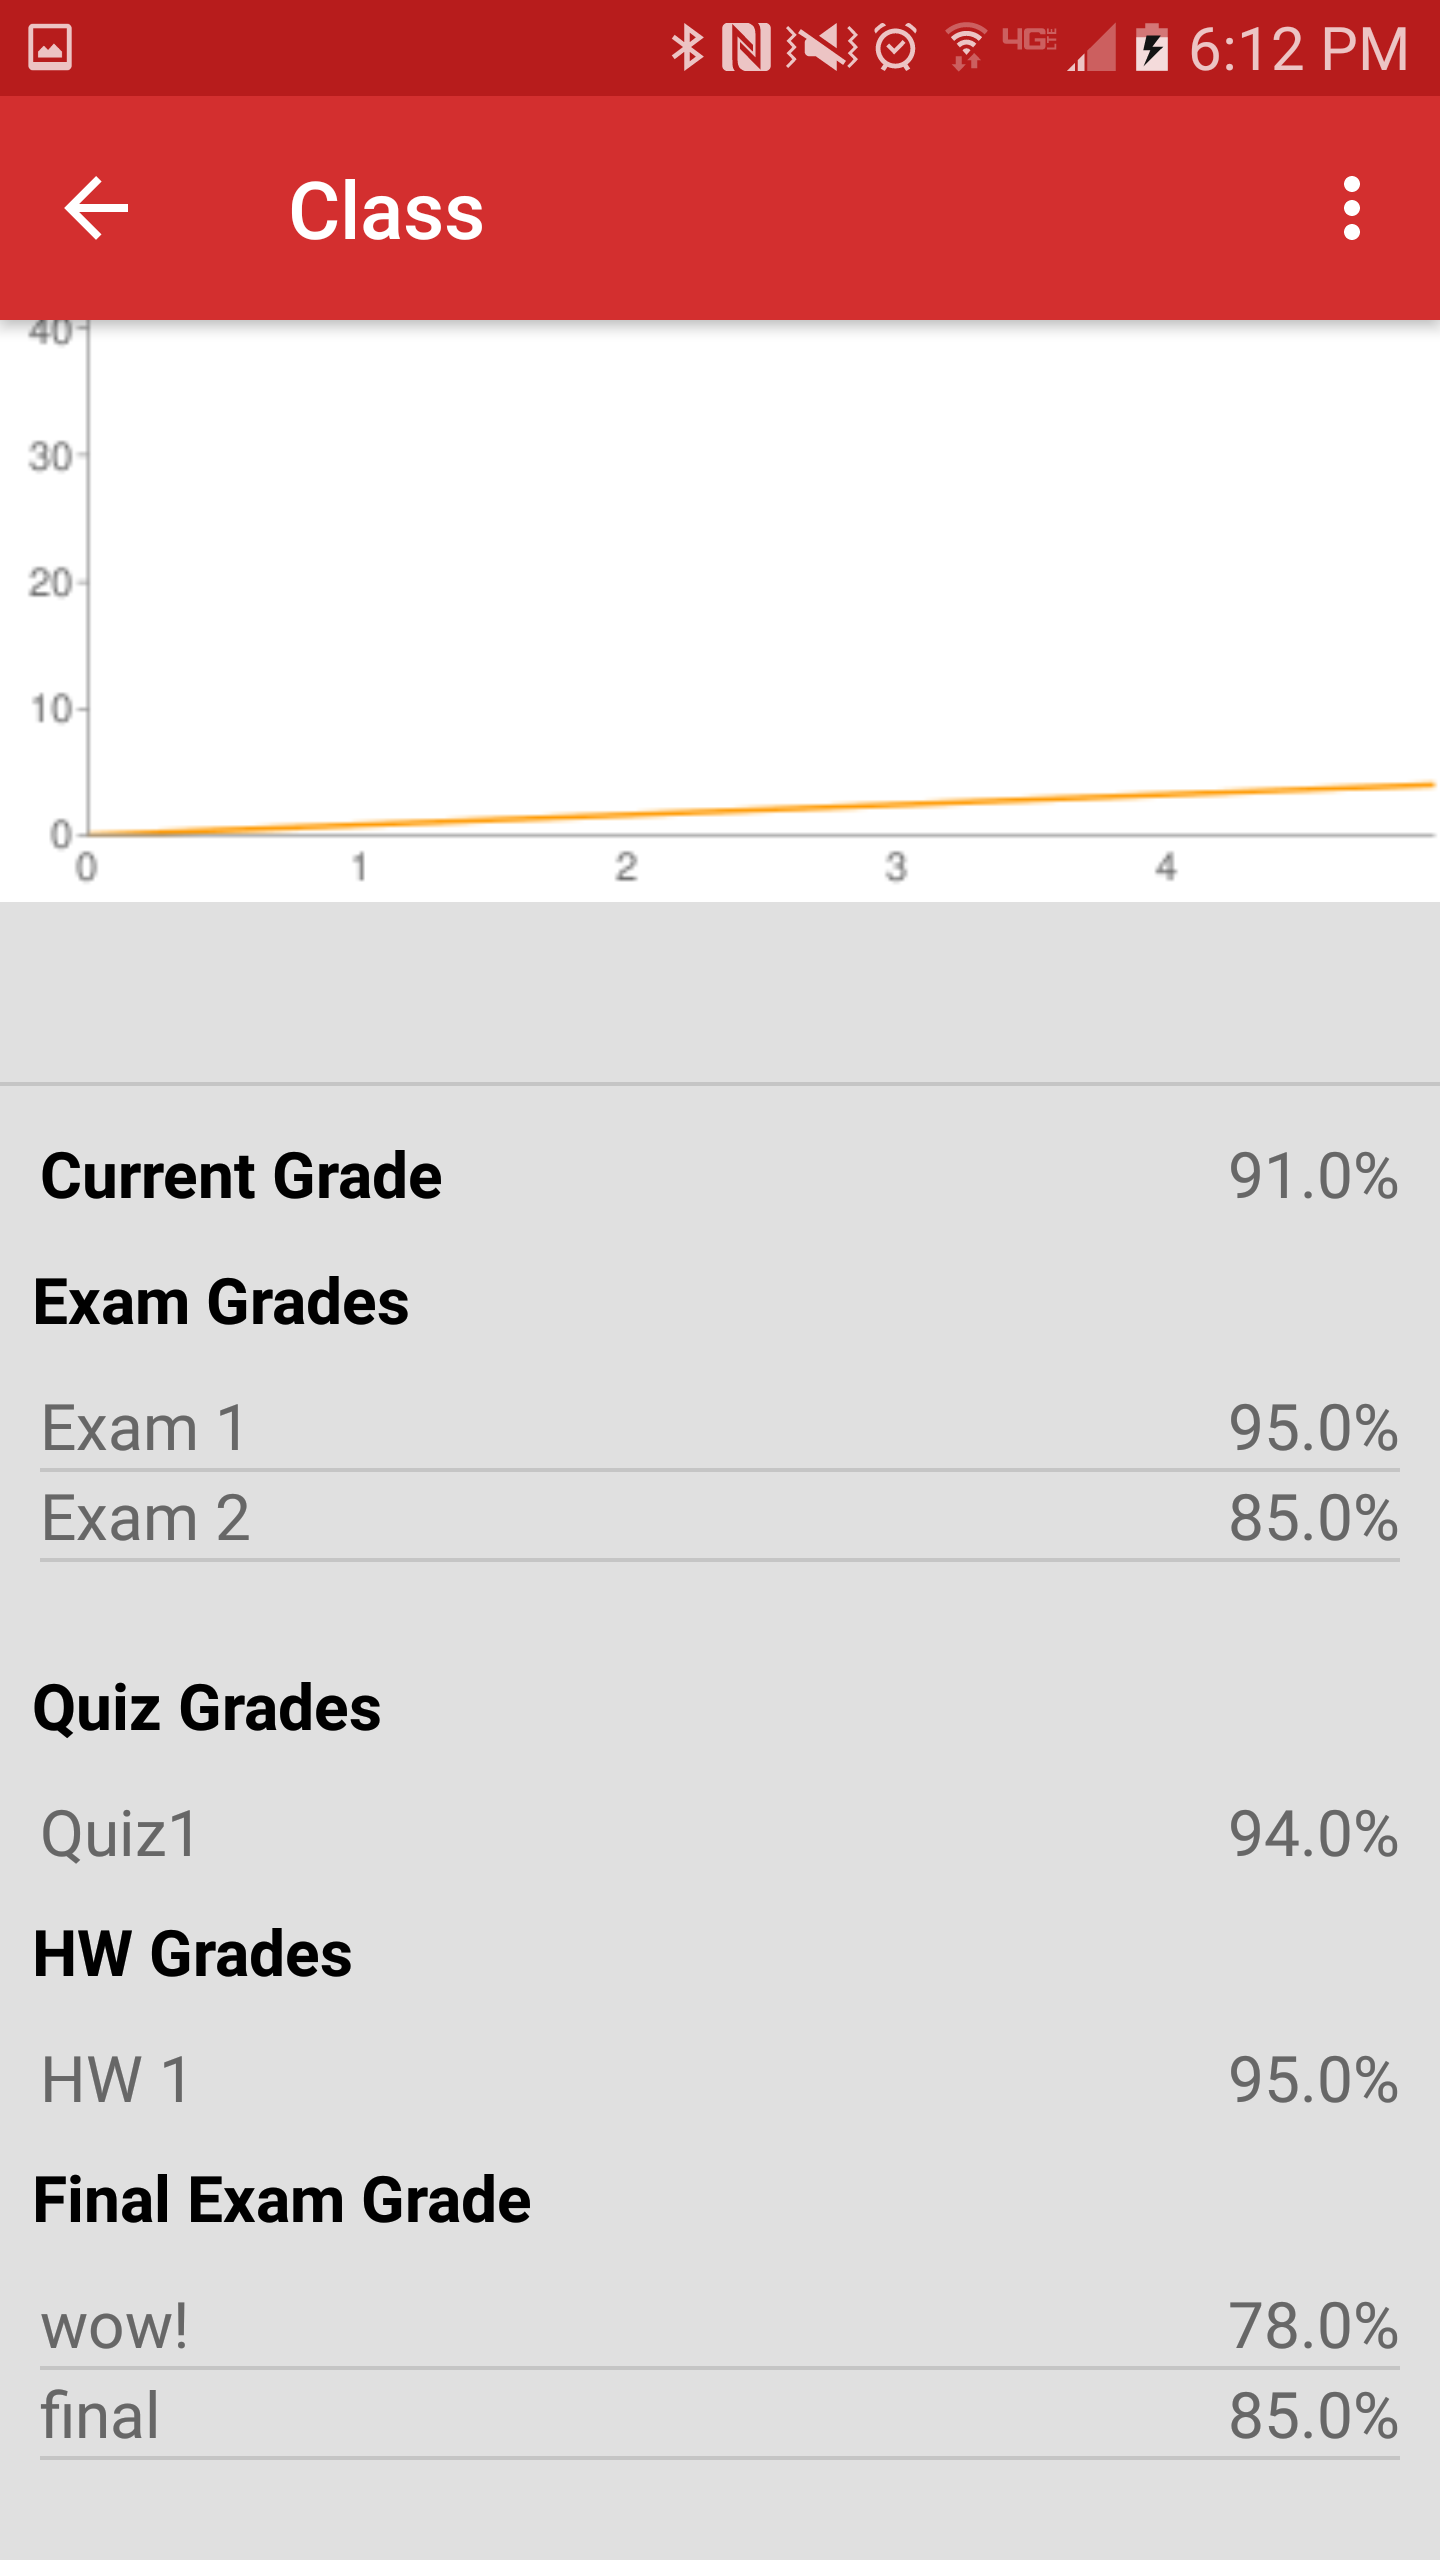 4G LTE 6:12 PM
Class
40
30
20
10
0
0 1 2 3 4
Current Grade 91.0%
Exam Grades
Exam 1 95.0%
Exam 2 85.0%
Quiz Grades
Quiz1 94.0%
HW Grades
HW 1 95.0%
Final Exam Grade
wow! 78.0%
final 85.0%